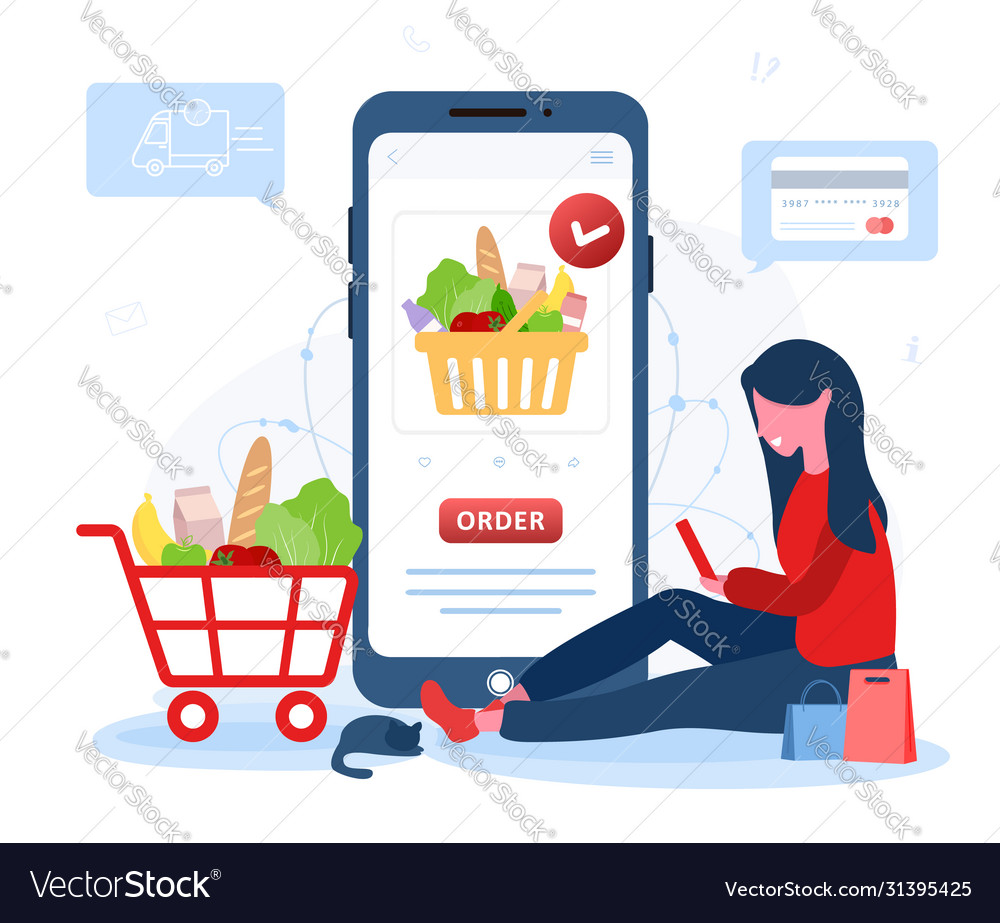 !?
3987 **** **** 3928
i
ORDER
VectorStock®
VectorStock.com/31395425